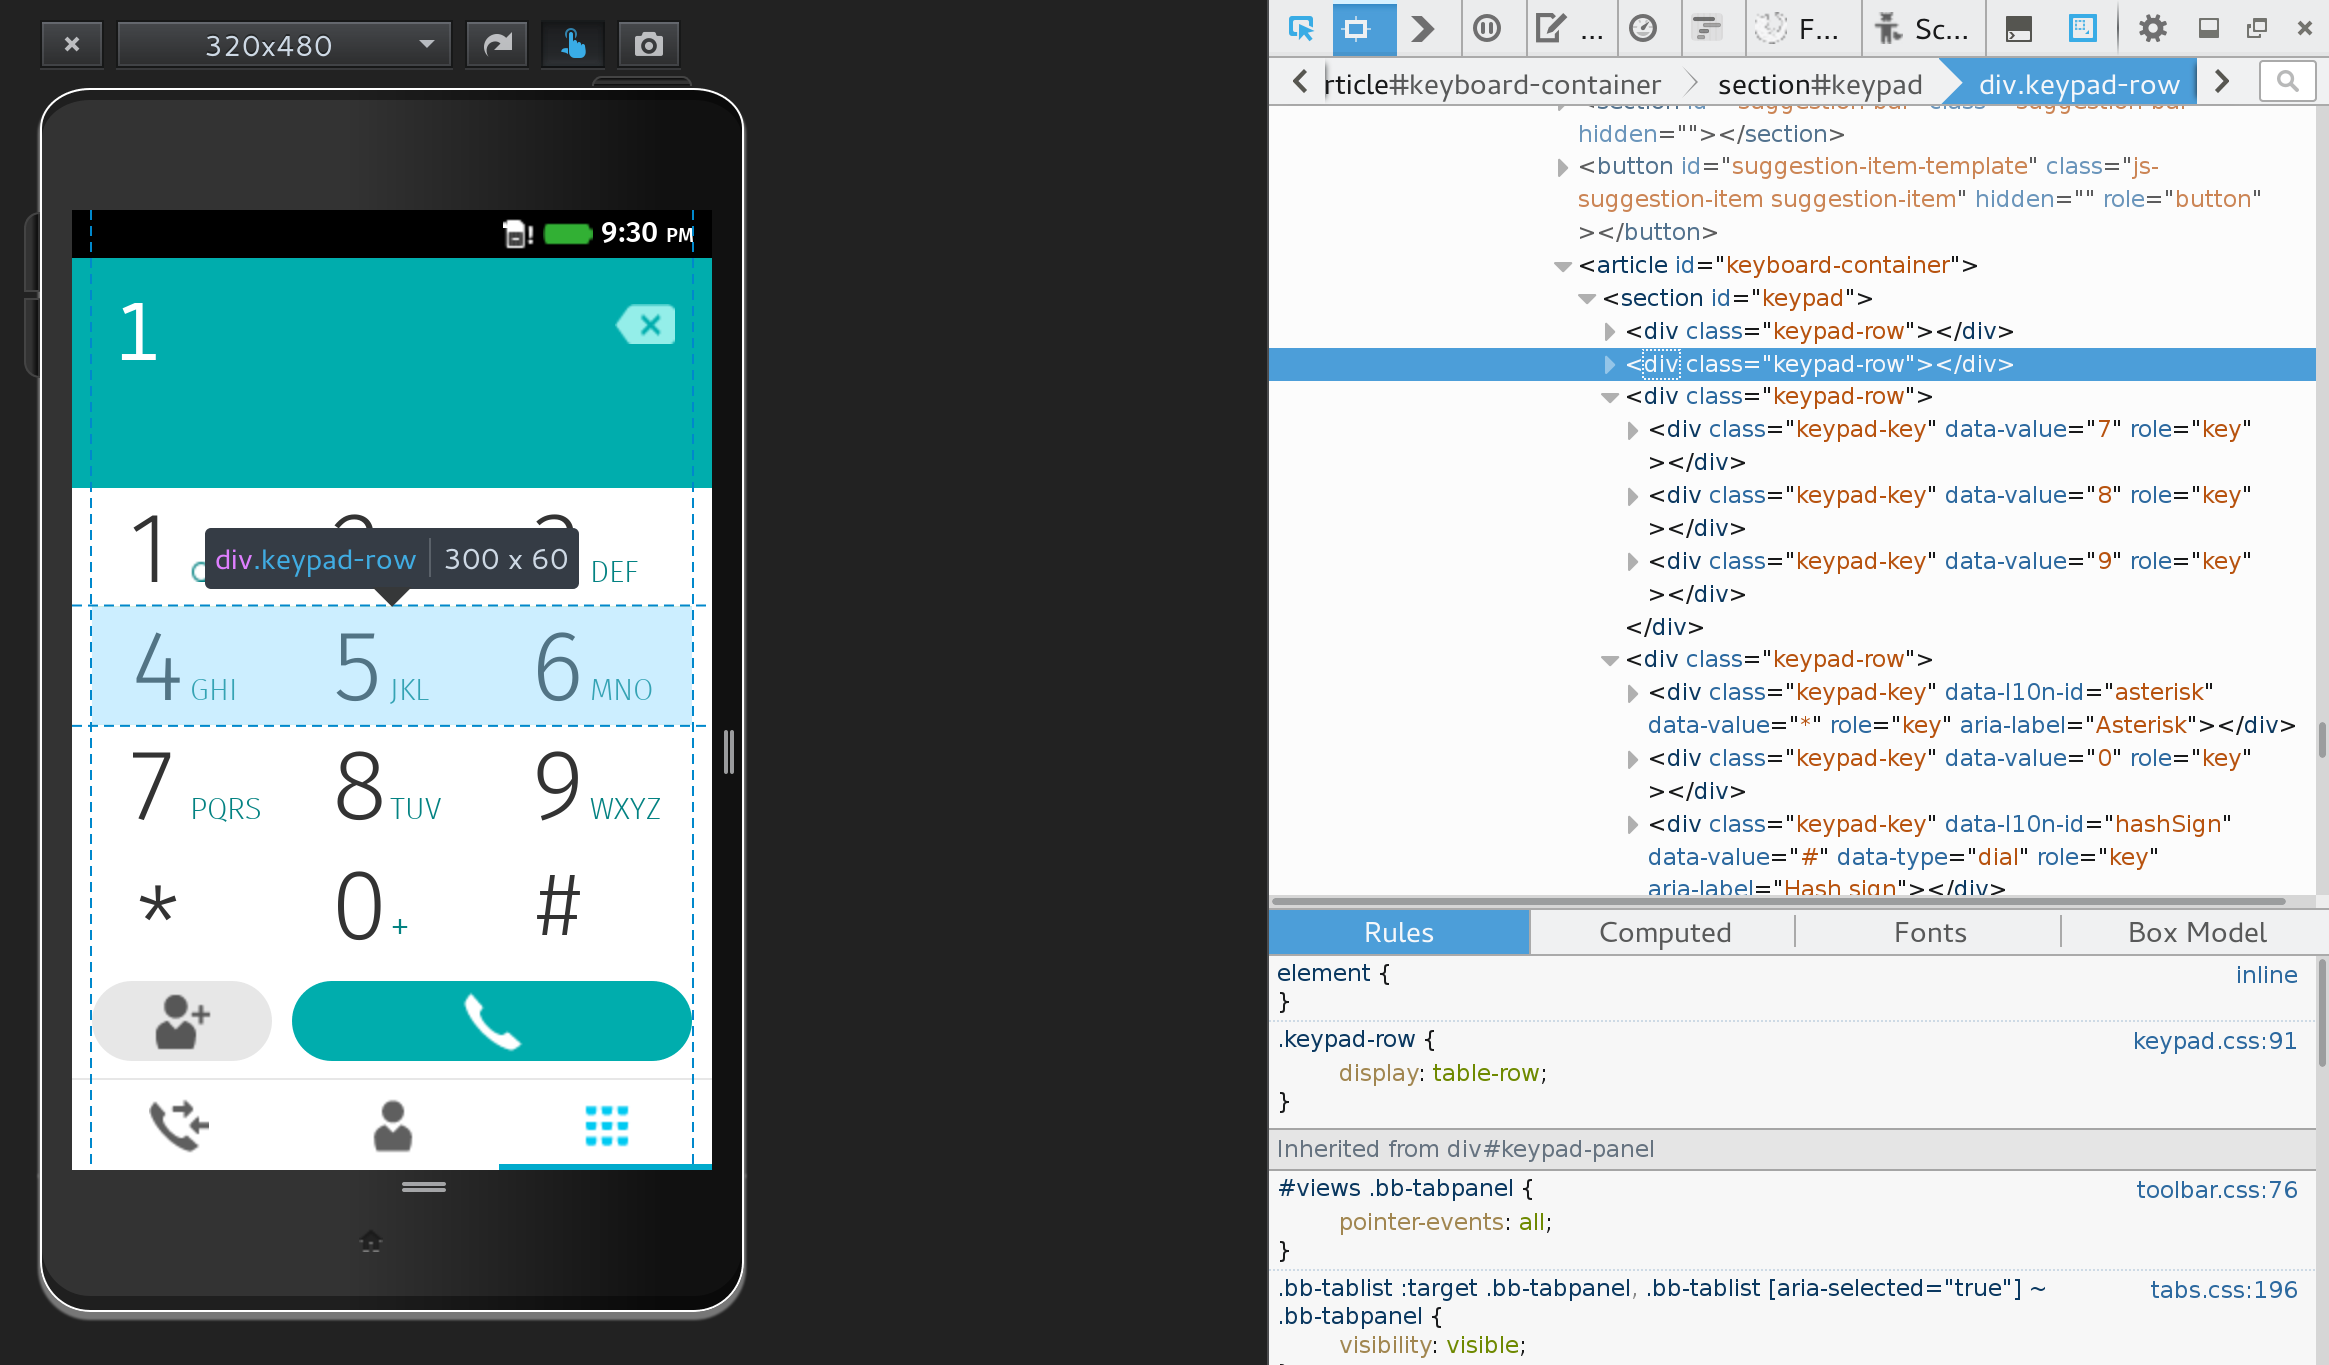 320x480
9:30 PM
1
1
DEF
div.keypad-row 300 x 60
4 GHI 5 JKL 6 MNO
7 PQRS 8 TUV 9 WXYZ
* 0 + #
... F... Sc...
rticle#keyboard-container section#keypad div.keypad-row
<section id="suggestion-bar" class="suggestion-bar"
hidden=""></section>
<button id="suggestion-item-template" class="js-
suggestion-item suggestion-item" hidden="" role="button"
></button>
<article id="keyboard-container">
<section id="keypad">
<div class="keypad-row"></div>
<div class="keypad-row"></div>
<div class="keypad-row">
<div class="keypad-key" data-value="7" role="key"
></div>
<div class="keypad-key" data-value="8" role="key"
></div>
<div class="keypad-key" data-value="9" role="key"
></div>
</div>
<div class="keypad-row">
<div class="keypad-key" data-l10n-id="asterisk"
data-value="*" role="key" aria-label="Asterisk"></div>
<div class="keypad-key" data-value="0" role="key"
></div>
<div class="keypad-key" data-l10n-id="hashSign"
data-value="#" data-type="dial" role="key"
aria-label="Hash sign"></div>
Rules Computed Fonts Box Model
element { inline
}
.keypad-row { keypad.css:91
display: table-row;
}
Inherited from div#keypad-panel
#views .bb-tabpanel { toolbar.css:76
pointer-events: all;
}
.bb-tablist :target .bb-tabpanel, .bb-tablist [aria-selected="true"] ~ tabs.css:196
.bb-tabpanel {
visibility: visible;